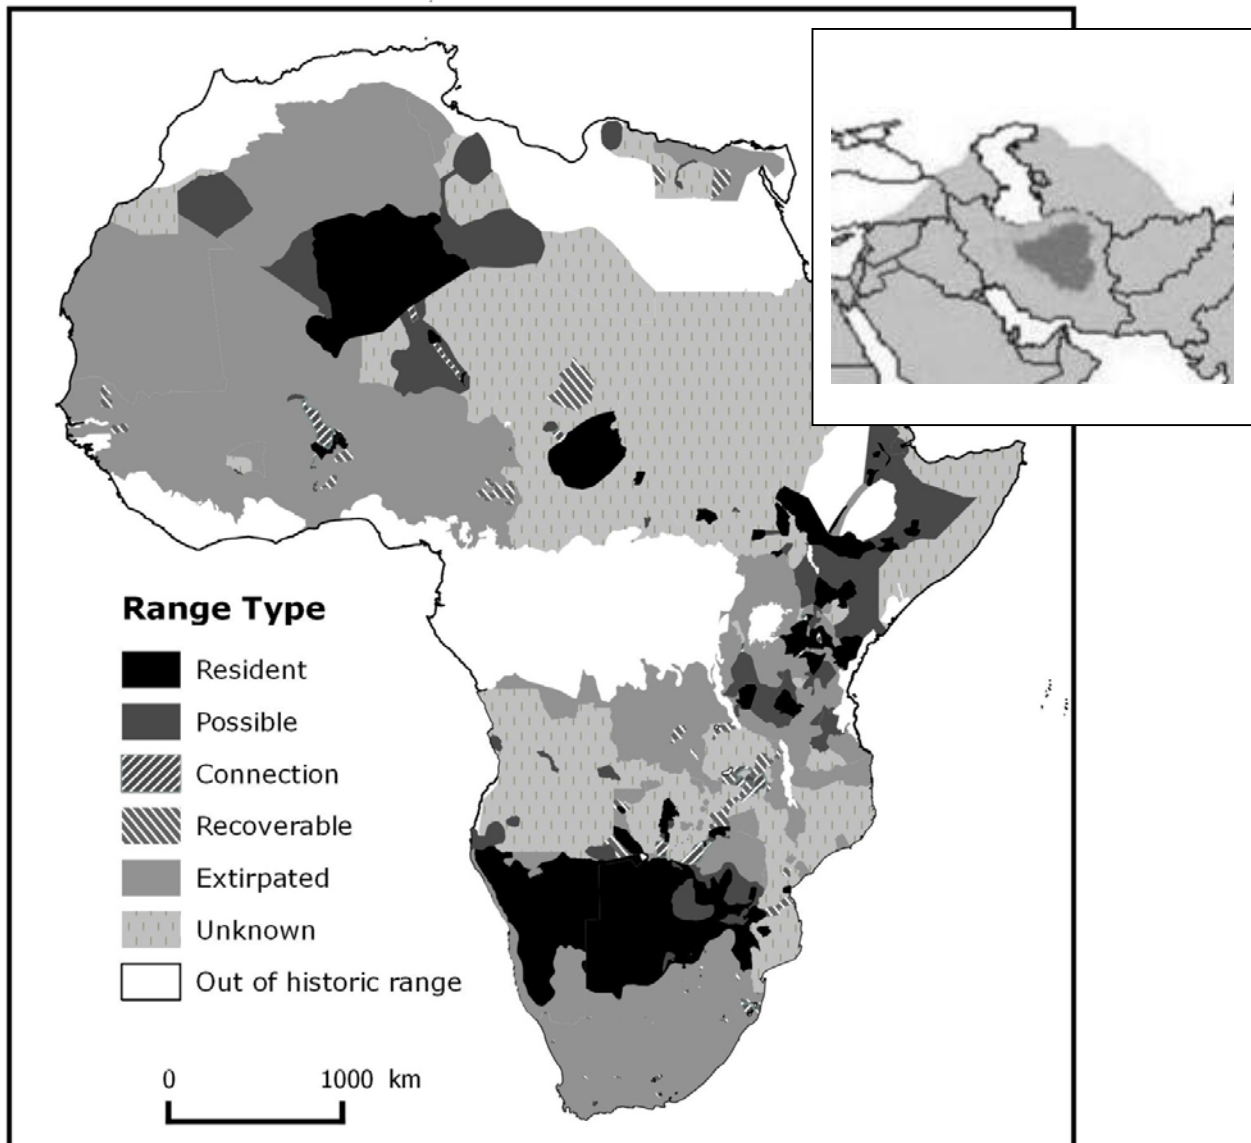 Range Type
Resident
Possible
Connection
Recoverable
Extirpated
Unknown
Out of historic range
0 1000 km